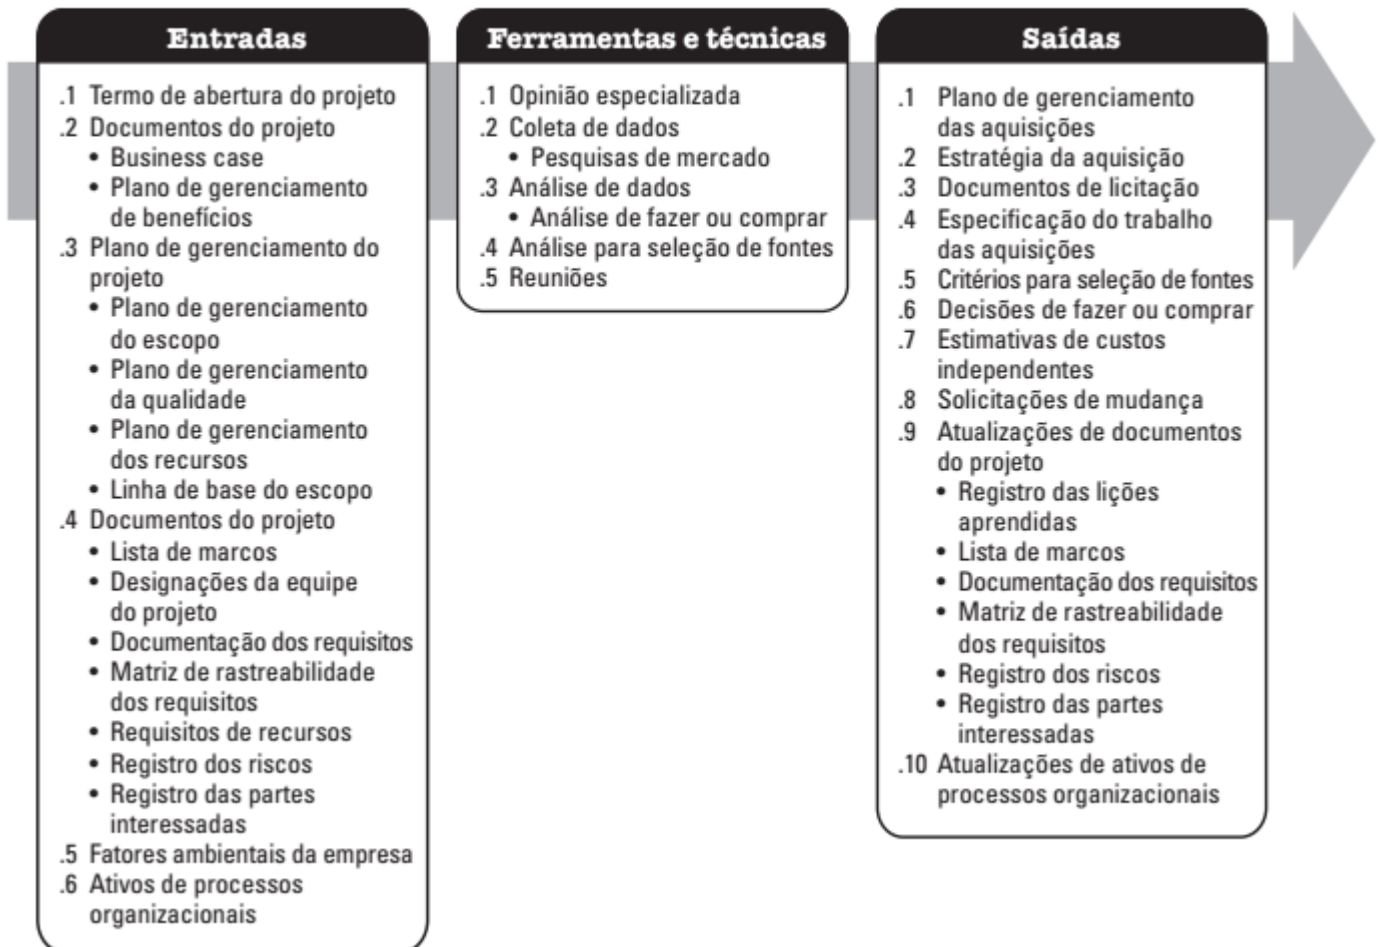 Entradas
.1 Termo de abertura do projeto
.2 Documentos do projeto
• Business case
• Plano de gerenciamento
de benefícios
.3 Plano de gerenciamento do
projeto
• Plano de gerenciamento
do escopo
• Plano de gerenciamento
da qualidade
• Plano de gerenciamento
dos recursos
• Linha de base do escopo
.4 Documentos do projeto
• Lista de marcos
• Designações da equipe
do projeto
• Documentação dos requisitos
• Matriz de rastreabilidade
dos requisitos
• Requisitos de recursos
• Registro dos riscos
• Registro das partes
interessadas
.5 Fatores ambientais da empresa
.6 Ativos de processos
organizacionais
Ferramentas e técnicas
.1 Opinião especializada
.2 Coleta de dados
• Pesquisas de mercado
.3 Análise de dados
• Análise de fazer ou comprar
.4 Análise para seleção de fontes
.5 Reuniões
Saídas
.1 Plano de gerenciamento
das aquisições
.2 Estratégia da aquisição
.3 Documentos de licitação
.4 Especificação do trabalho
das aquisições
.5 Critérios para seleção de fontes
.6 Decisões de fazer ou comprar
.7 Estimativas de custos
independentes
.8 Solicitações de mudança
.9 Atualizações de documentos
do projeto
• Registro das lições
aprendidas
• Lista de marcos
• Documentação dos requisitos
• Matriz de rastreabilidade
dos requisitos
• Registro dos riscos
• Registro das partes
interessadas
.10 Atualizações de ativos de
processos organizacionais